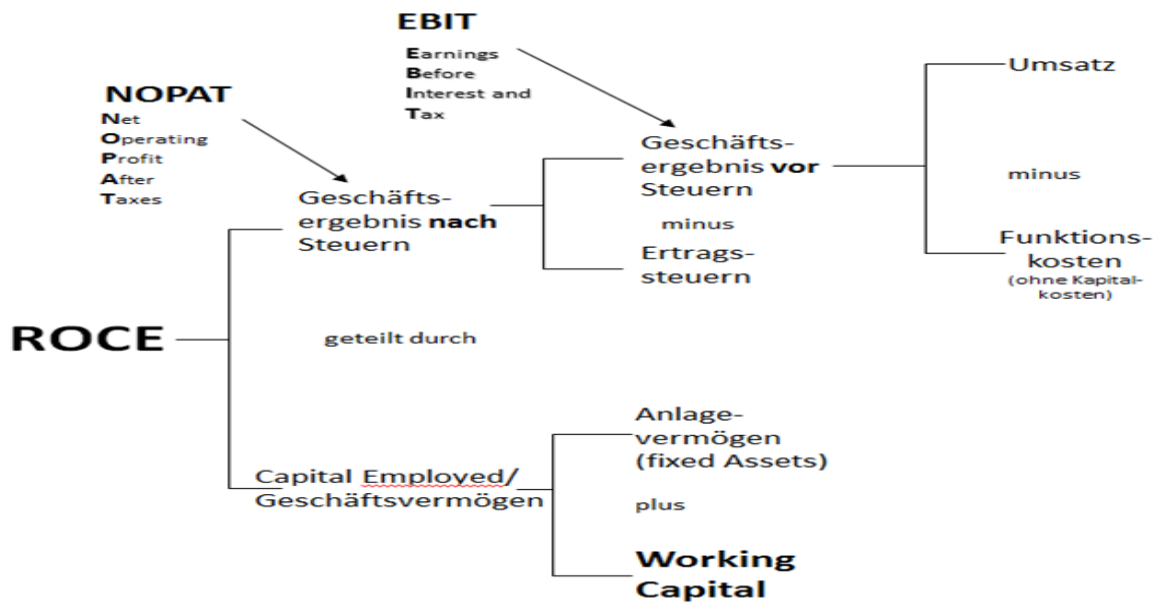 EBIT
Earnings
Before
Interest and
Tax
NOPAT
Net
Operating
Profit
After
Taxes
Umsatz
Geschäfts-
ergebnis vor
Steuern
minus
Geschäfts-
ergebnis nach
Steuern
minus
Ertrags-
steuern
Funktions-
kosten
(ohne Kapital-
kosten)
ROCE
geteilt durch
Anlage-
vermögen
(fixed Assets)
Capital Employed/
Geschäftsvermögen
plus
Working
Capital